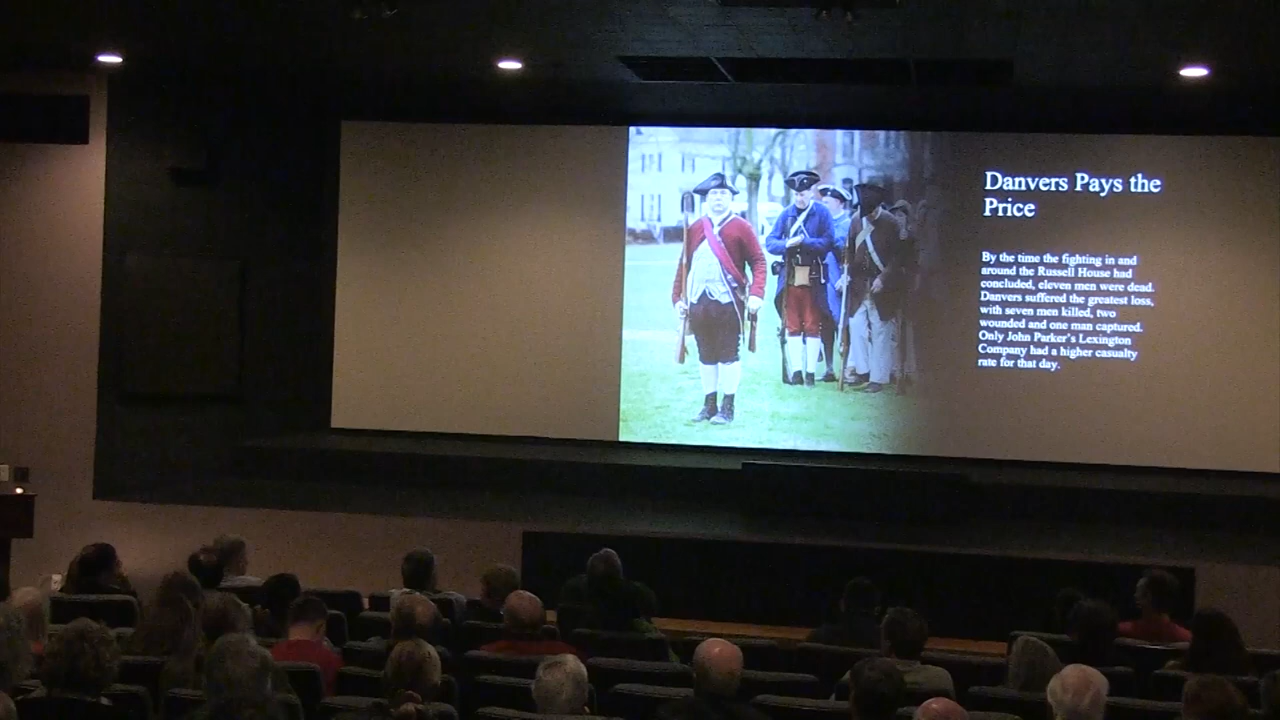 Danvers Pays the
Price
By the time the fighting in and
around the Russell House had
concluded, eleven men were dead.
Danvers suffered the greatest loss,
with seven men killed, two
wounded and one man captured.
Only John Parker's Lexington
Company had a higher casualty
rate for that day.